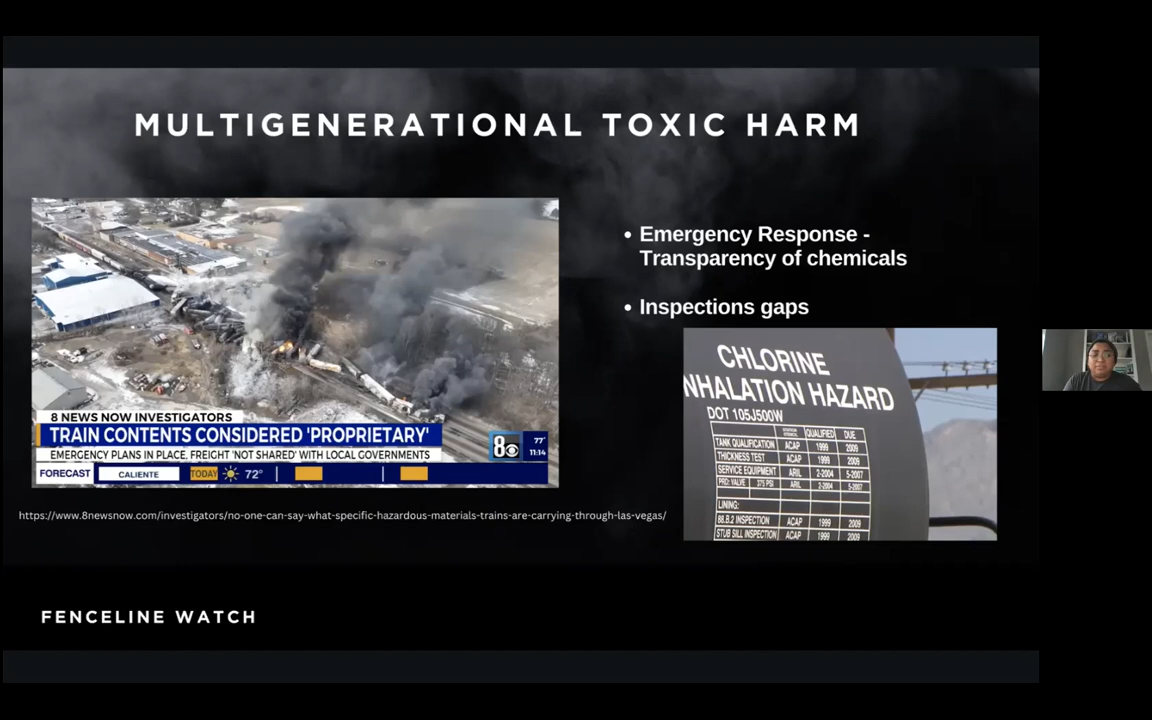 MULTIGENERATIONAL TOXIC HARM
8 NEWS NOW INVESTIGATORS
TRAIN CONTENTS CONSIDERED 'PROPRIETARY'
EMERGENCY PLANS IN PLACE, FREIGHT 'NOT SHARED' WITH LOCAL GOVERNMENTS
8
77°
11:14
FORECAST CALIENTE TODAY 72°
https://www.8newsnow.com/investigators/no-one-can-say-what-specific-hazardous-materials-trains-are-carrying-through-las-vegas/
• Emergency Response -
Transparency of chemicals
• Inspections gaps
CHLORINE
NHALATION HAZARD
DOT 105J500W
QUALIFIED DUE
TANK QUALIFICATION ACAP 1999 2009
THICKNESS TEST ACAP 1999 2009
SERVICE EQUIPMENT ARIL 2-2004 5-2007
PRD: VALVE 375 PSI ARIL 2-2004 5-2007
LINING:
88.B.2 INSPECTION ACAP 1999 2009
STUB SILL INSPECTION ACAP 1999 2009
FENCELINE WATCH